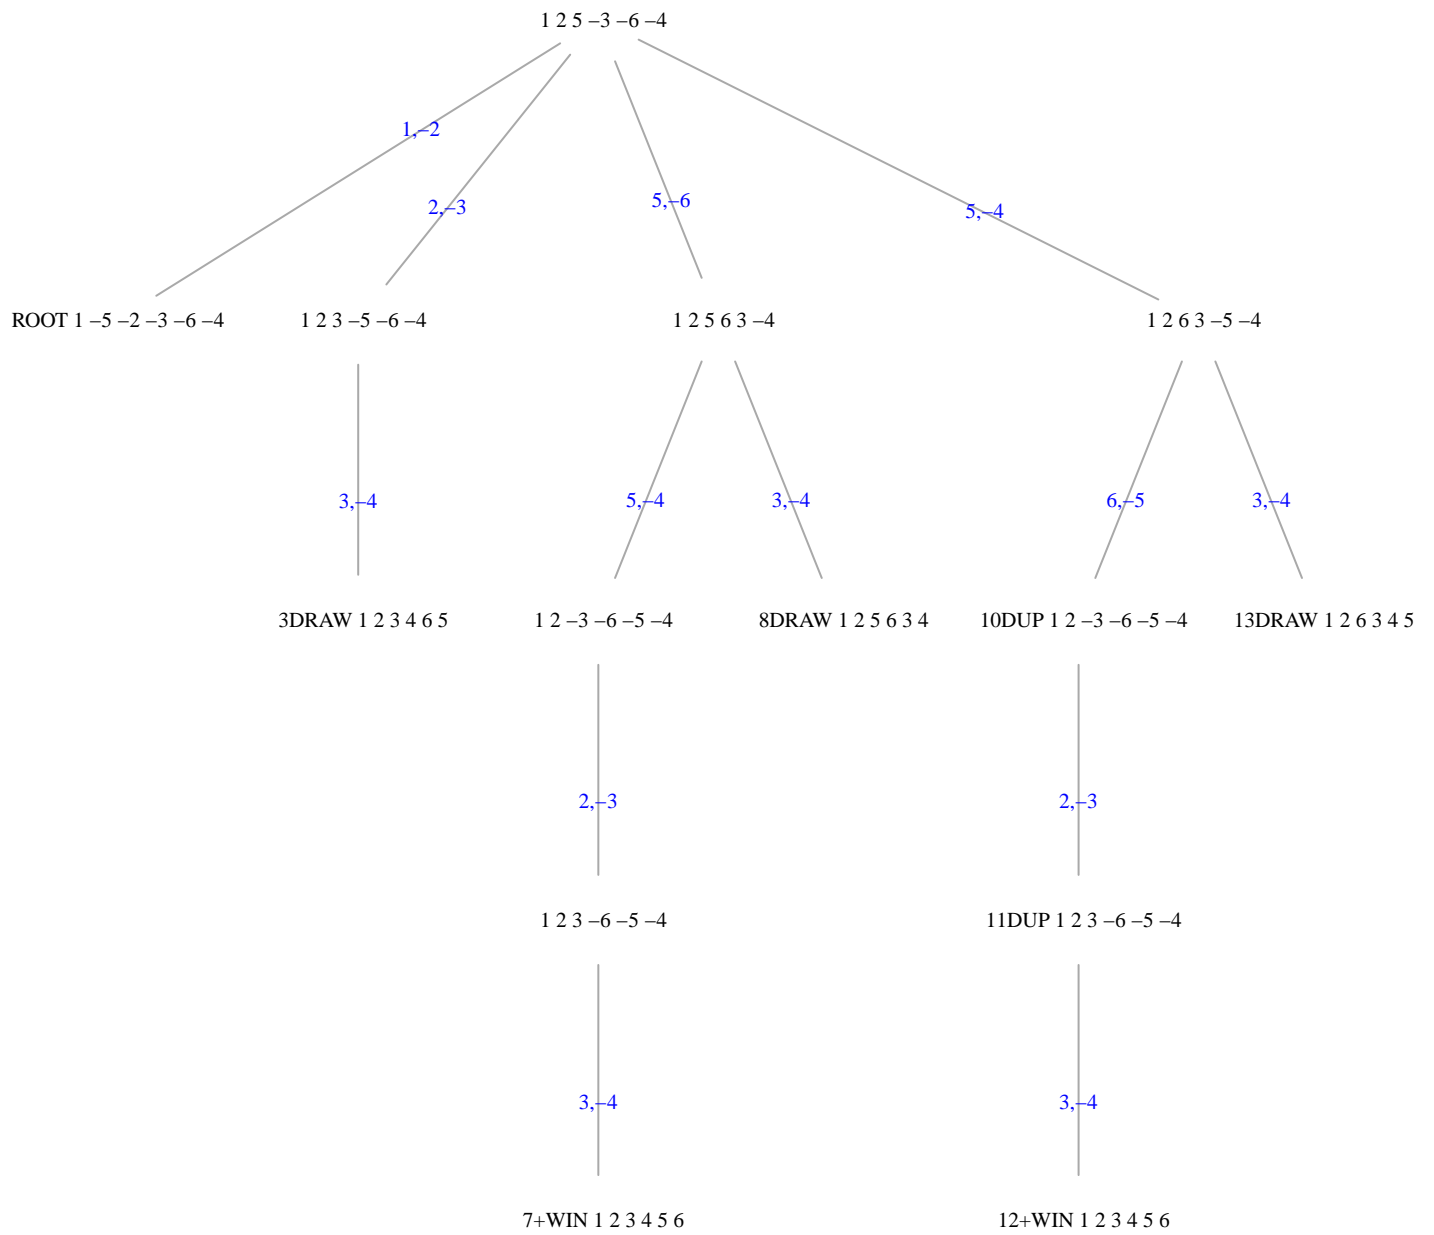 1 2 5 –3 –6 –4
1,–2
2,–3
5,–6
5,–4
ROOT 1 –5 –2 –3 –6 –4
1 2 3 –5 –6 –4
1 2 5 6 3 –4
1 2 6 3 –5 –4
3,–4
5,–4
3,–4
6,–5
3,–4
3DRAW 1 2 3 4 6 5
1 2 –3 –6 –5 –4
8DRAW 1 2 5 6 3 4
10DUP 1 2 –3 –6 –5 –4
13DRAW 1 2 6 3 4 5
2,–3
2,–3
1 2 3 –6 –5 –4
11DUP 1 2 3 –6 –5 –4
3,–4
3,–4
7+WIN 1 2 3 4 5 6
12+WIN 1 2 3 4 5 6